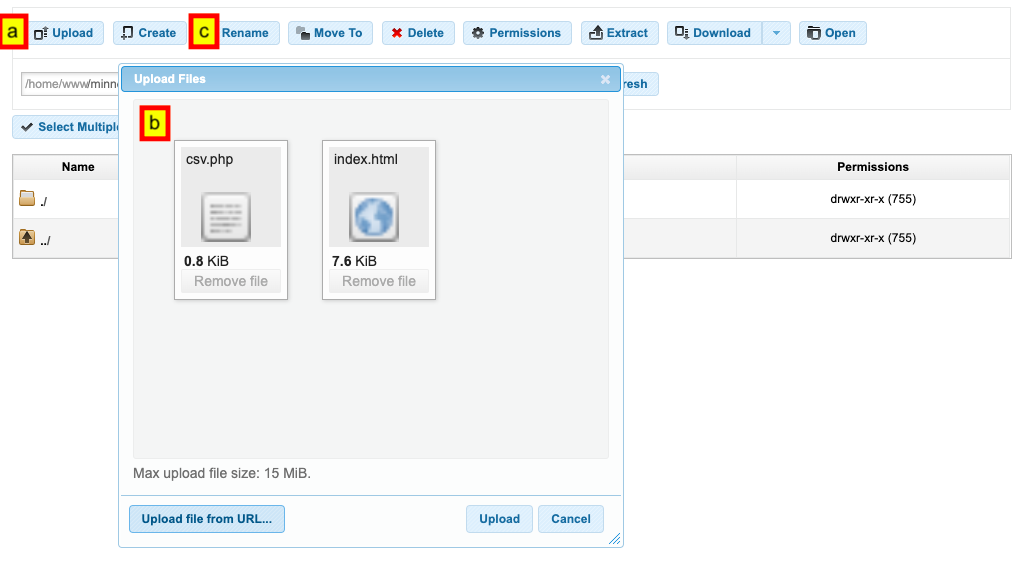 a Upload Create c Rename Move To Delete Permissions Extract Download Open
/home/www/minn
resh
Upload Files
b
Select Multiple
csv.php index.html
Name Permissions
./ drwxr-xr-x (755)
../ drwxr-xr-x (755)
0.8 KiB 7.6 KiB
Remove file Remove file
Max upload file size: 15 MiB.
Upload file from URL... Upload Cancel